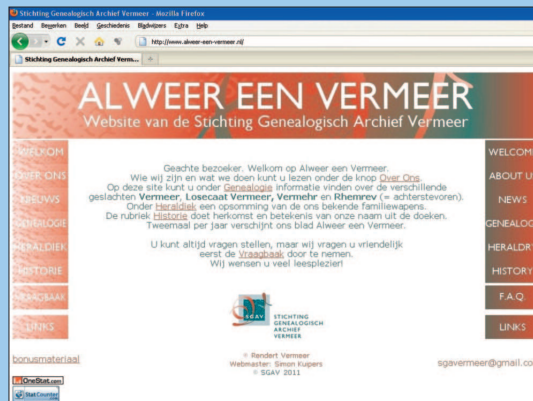 Stichting Genealogisch Archief Vermeer - Mozilla Firefox
Bestand Bewerken Beeld Geschiedenis Bladwijzers Extra Help
http://www.alweer-een-vermeer.nl/
Stichting Genealogisch Archief Verm...
ALWEER EEN VERMEER
Website van de Stichting Genealogisch Archief Vermeer
WELKOM
OVER ONS
NIEUWS
GENEALOGIE
HERALDIEK
HISTORIE
VRAAGBAAK
LINKS
Geachte bezoeker. Welkom op Alweer een Vermeer.
Wie wij zijn en wat we doen kunt u lezen onder de knop Over Ons.
Op deze site kunt u onder Genealogie informatie vinden over de verschillende
geslachten Vermeer, Losecaat Vermeer, Vermehr en Rhemrev (= achterstevoren).
Onder Heraldiek een opsomming van de ons bekende familiewapens.
De rubriek Historie doet herkomst en betekenis van onze naam uit de doeken.
Tweemaal per jaar verschijnt ons blad Alweer een Vermeer.
U kunt altijd vragen stellen, maar wij vragen u vriendelijk
eerst de Vraagbaak door te nemen.
Wij wensen u veel leesplezier!
SGAV
STICHTING
GENEALOGISCH
ARCHIEF
VERMEER
© Rendert Vermeer
Webmaster: Simon Kuipers
© SGAV 2011
WELCOM
ABOUT U
NEWS
GENEALOG
HERALDR
HISTORY
F.A.Q.
LINKS
bonusmateriaal
sgavermeer@gmail.co
OneStat.com
StatCounter